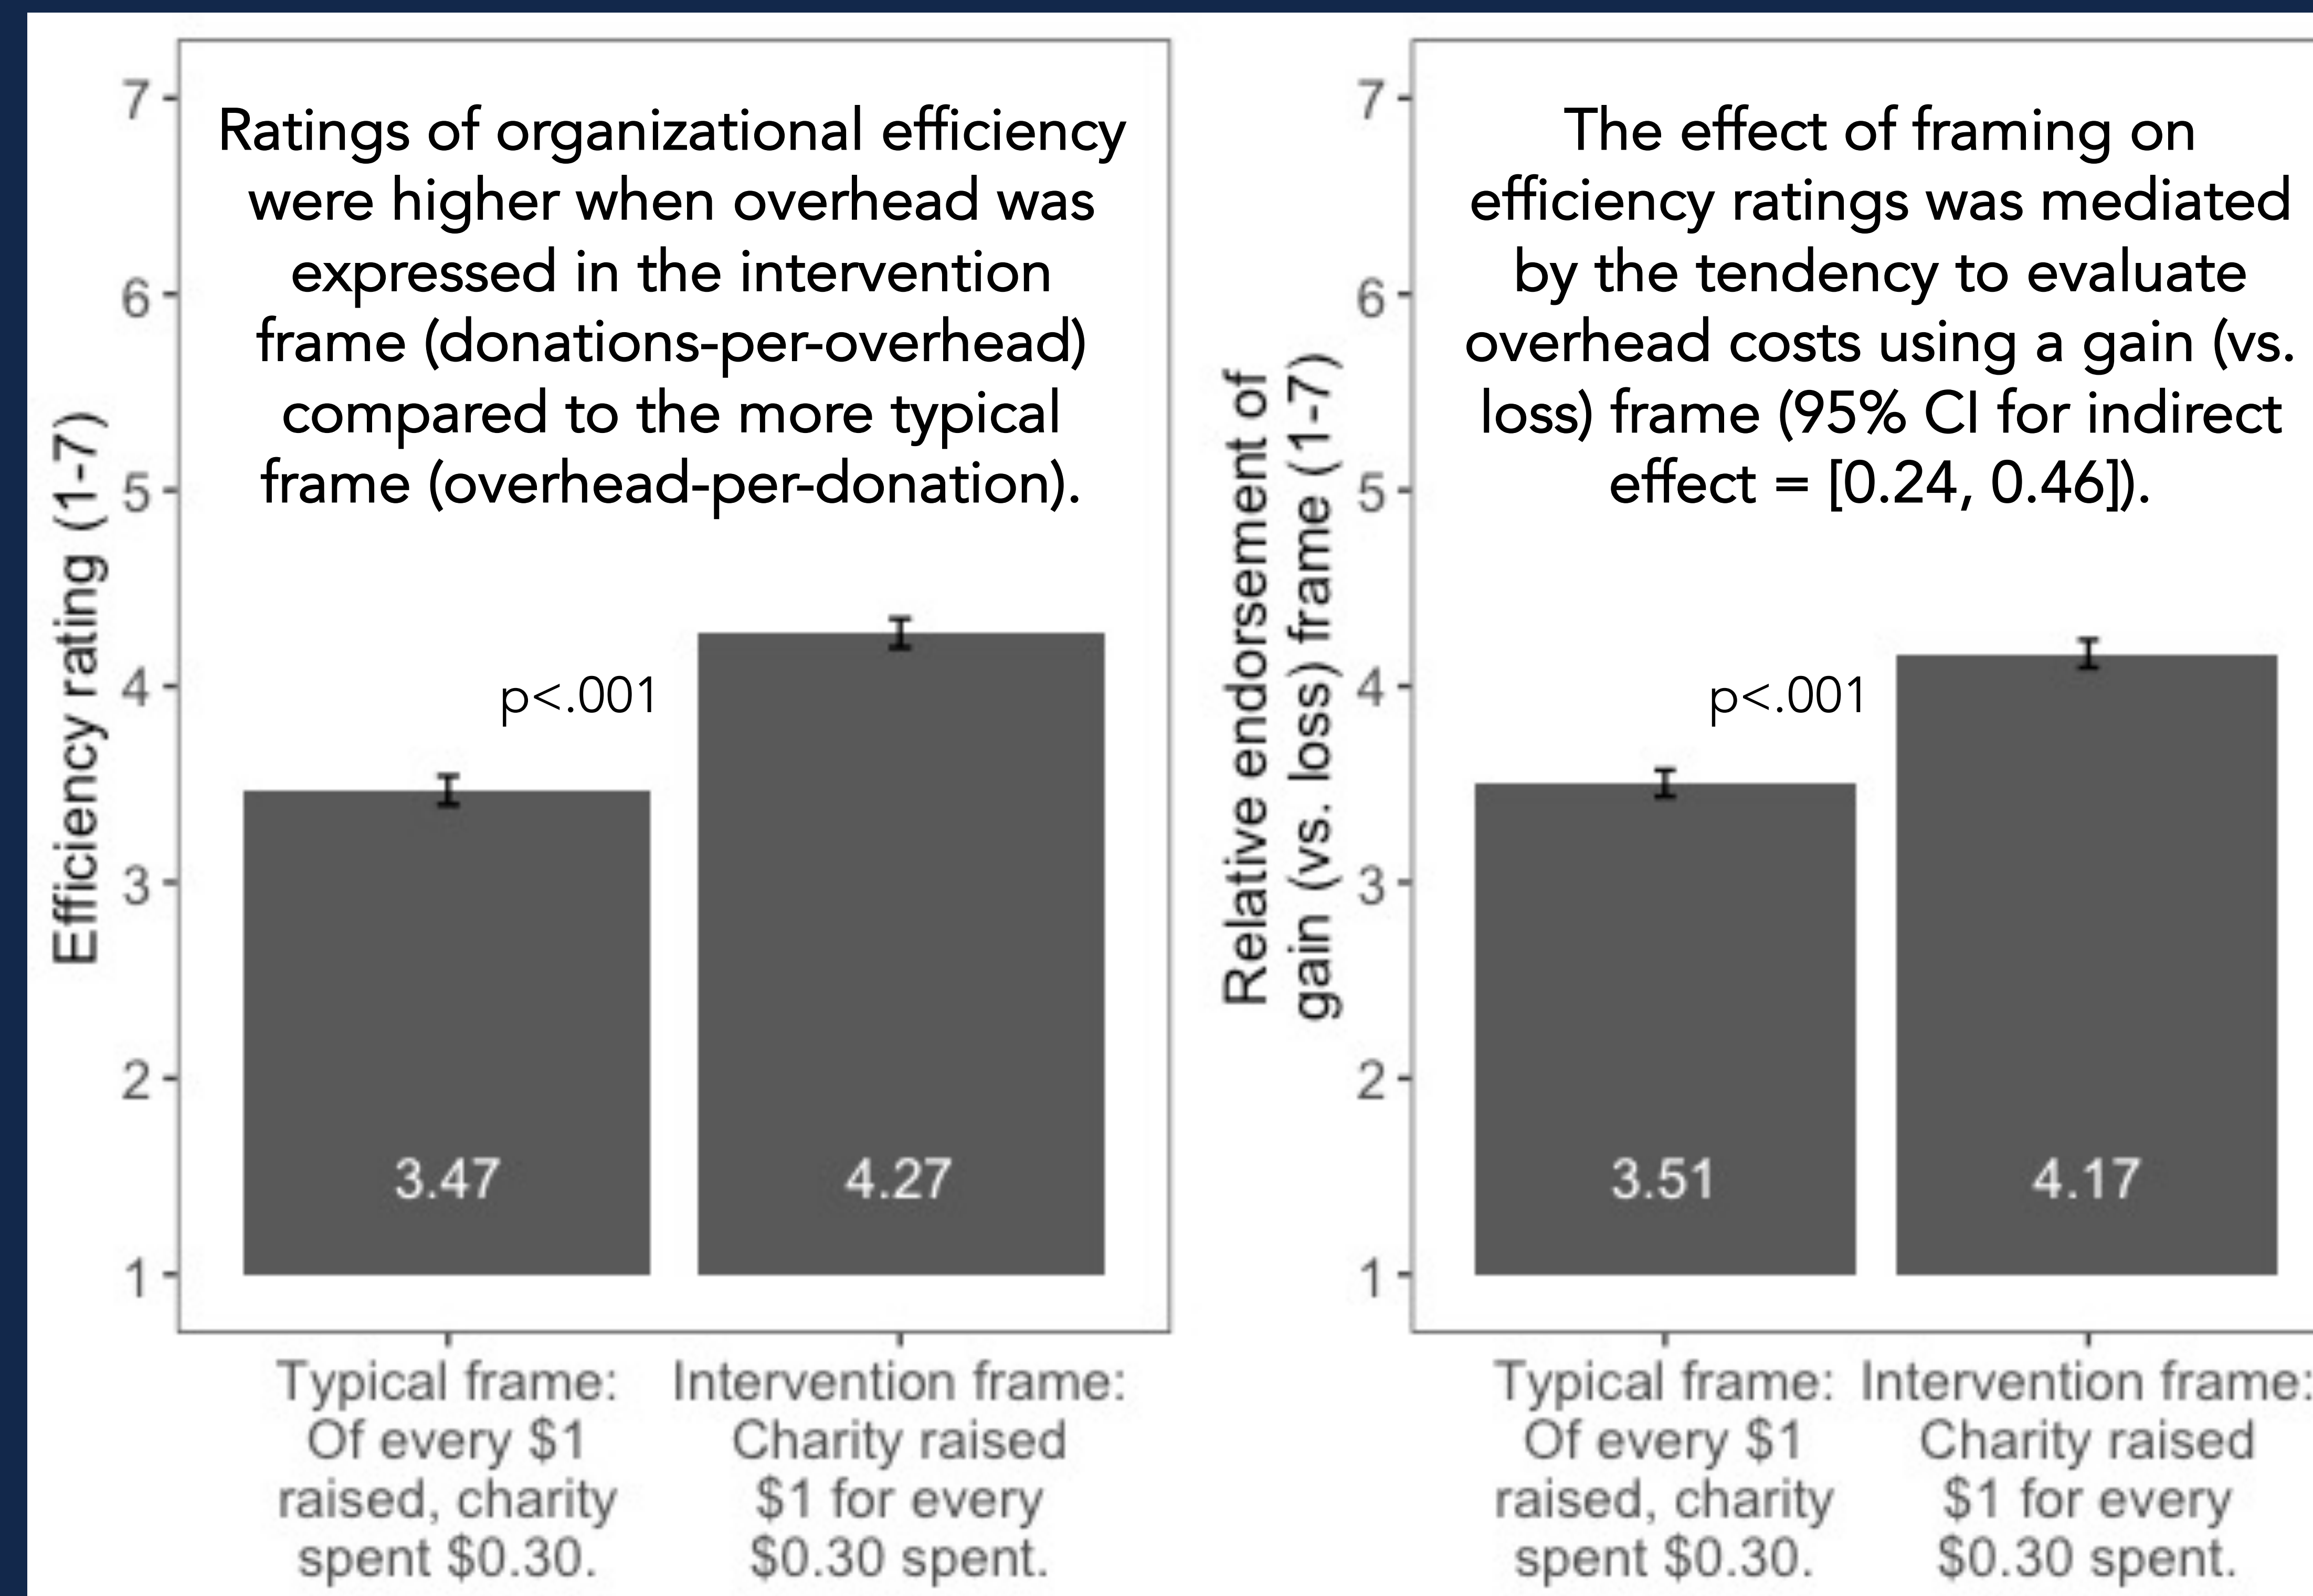 Efficiency rating (1-7)
7
6
5
4
3
2
1
Ratings of organizational efficiency
were higher when overhead was
expressed in the intervention
frame (donations-per-overhead)
compared to the more typical
frame (overhead-per-donation).
p<.001
3.47
4.27
Typical frame:
Of every $1
raised, charity
spent $0.30.
Intervention frame:
Charity raised
$1 for every
$0.30 spent.
Relative endorsement of
gain (vs. loss) frame (1-7)
7
6
5
4
3
2
1
The effect of framing on
efficiency ratings was mediated
by the tendency to evaluate
overhead costs using a gain (vs.
loss) frame (95% CI for indirect
effect = [0.24, 0.46]).
p<.001
3.51
4.17
Typical frame:
Of every $1
raised, charity
spent $0.30.
Intervention frame:
Charity raised
$1 for every
$0.30 spent.